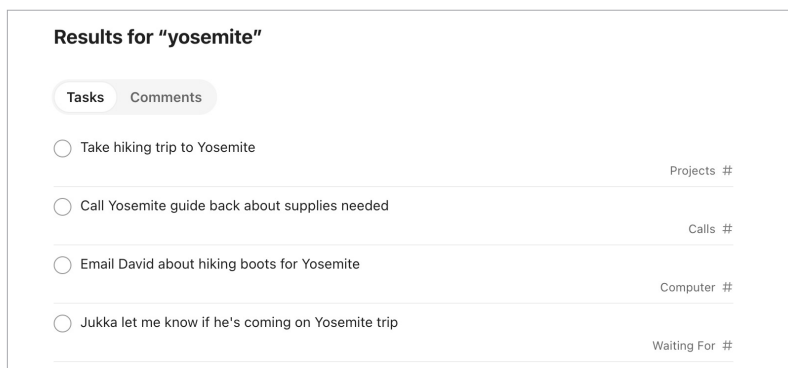 Results for “yosemite”
Tasks Comments
Take hiking trip to Yosemite
Projects #
Call Yosemite guide back about supplies needed
Calls #
Email David about hiking boots for Yosemite
Computer #
Jukka let me know if he's coming on Yosemite trip
Waiting For #